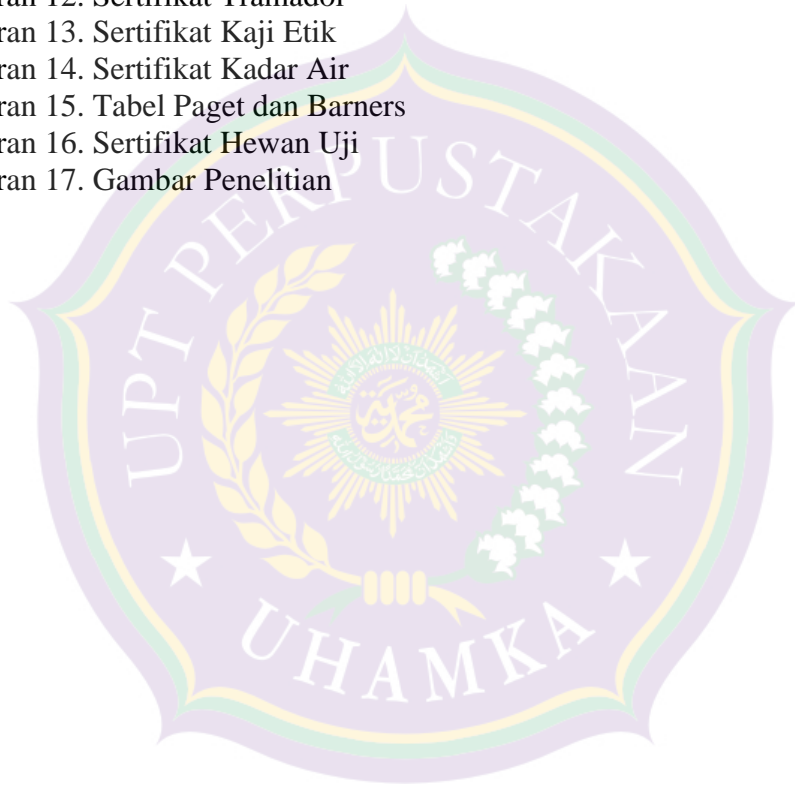 ran 12. Sertifikat Tramadol
ran 13. Sertifikat Kaji Etik
ran 14. Sertifikat Kadar Air
ran 15. Tabel Paget dan Barners
ran 16. Sertifikat Hewan Uji
ran 17. Gambar Penelitian
UPT PERPUSTAKAAN
محمدية
UHAMKA